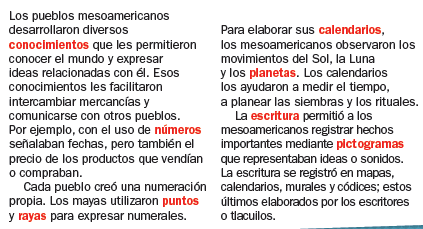 Los pueblos mesoamericanos
desarrollaron diversos
conocimientos que les permitieron
conocer el mundo y expresar
ideas relacionadas con él. Esos
conocimientos les facilitaron
intercambiar mercancías y
comunicarse con otros pueblos.
Por ejemplo, con el uso de números
señalaban fechas, pero también el
precio de los productos que vendían
o compraban.
Cada pueblo creó una numeración
propia. Los mayas utilizaron puntos
y rayas para expresar numerales.
Para elaborar sus calendarios,
los mesoamericanos observaron los
movimientos del Sol, la Luna
y los planetas. Los calendarios
los ayudaron a medir el tiempo,
a planear las siembras y los rituales.
La escritura permitió a los
mesoamericanos registrar hechos
importantes mediante pictogramas
que representaban ideas o sonidos.
La escritura se registró en mapas,
calendarios, murales y códices; estos
últimos elaborados por los escritores
o tlacuilos.